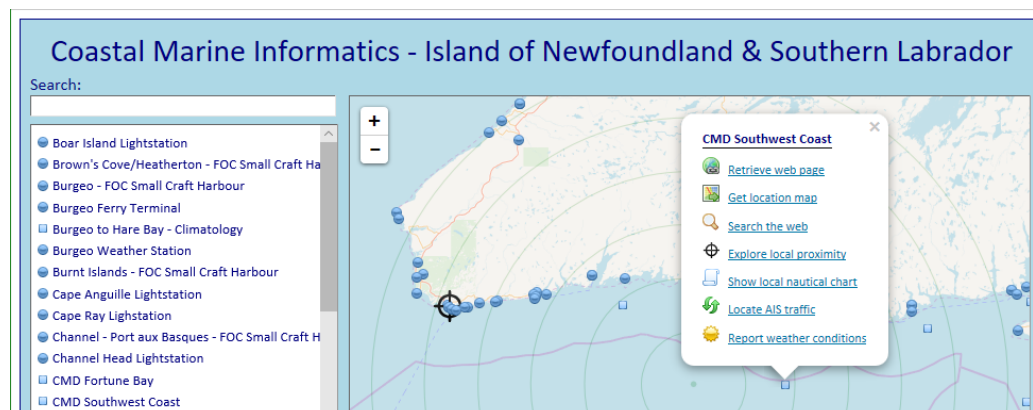 Coastal Marine Informatics - Island of Newfoundland & Southern Labrador
Search:
Boar Island Lightstation
Brown's Cove/Heatherton - FOC Small Craft Ha
Burgeo - FOC Small Craft Harbour
Burgeo Ferry Terminal
Burgeo to Hare Bay - Climatology
Burgeo Weather Station
Burnt Islands - FOC Small Craft Harbour
Cape Anguille Lightstation
Cape Ray Lighstation
Channel - Port aux Basques - FOC Small Craft H
Channel Head Lightstation
CMD Fortune Bay
CMD Southwest Coast
+
−
×
CMD Southwest Coast
Retrieve web page
Get location map
Search the web
Explore local proximity
Show local nautical chart
Locate AIS traffic
Report weather conditions